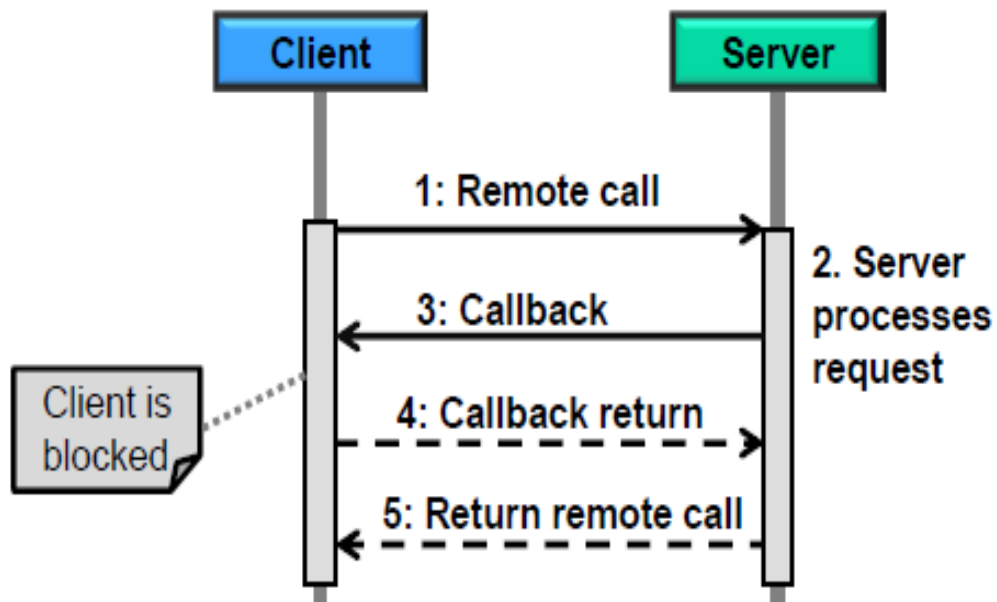 Client
Server
1: Remote call
2. Server
processes
request
3: Callback
Client is
blocked
4: Callback return
5: Return remote call